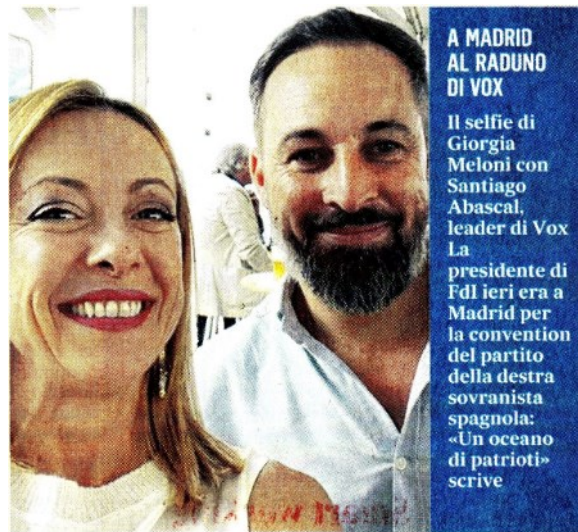 A MADRID
AL RADUNO
DI VOX
Il selfie di
Giorgia
Meloni con
Santiago
Abascal,
leader di Vox
La
presidente di
FdI ieri era a
Madrid per
la convention
del partito
della destra
sovranista
spagnola:
«Un oceano
di patrioti»
scrive